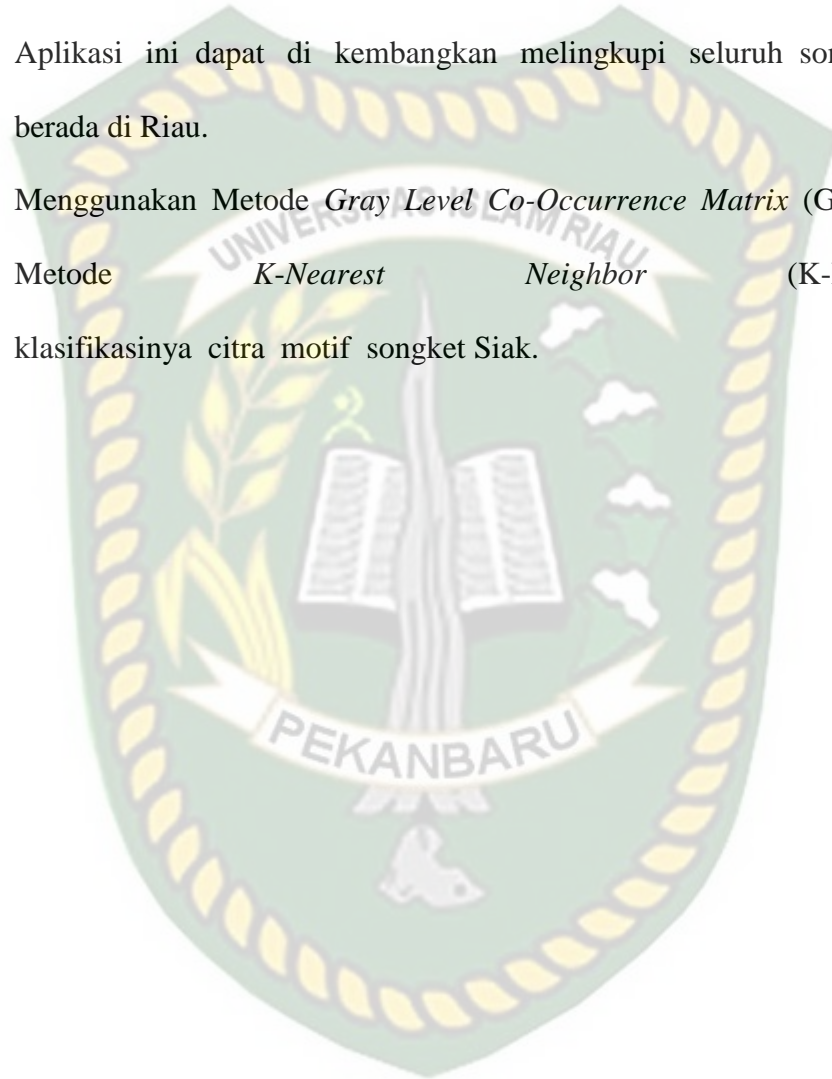 Aplikasi ini dapat di kembangkan melingkupi seluruh
berada di Riau.
Menggunakan Metode Gray Level Co-Occurrence Matrix
UNIVERSITAS ISLAM RIAU
Metode K-Nearest Neighbor
klasifikasinya citra motif songket Siak.
PEKANBARU